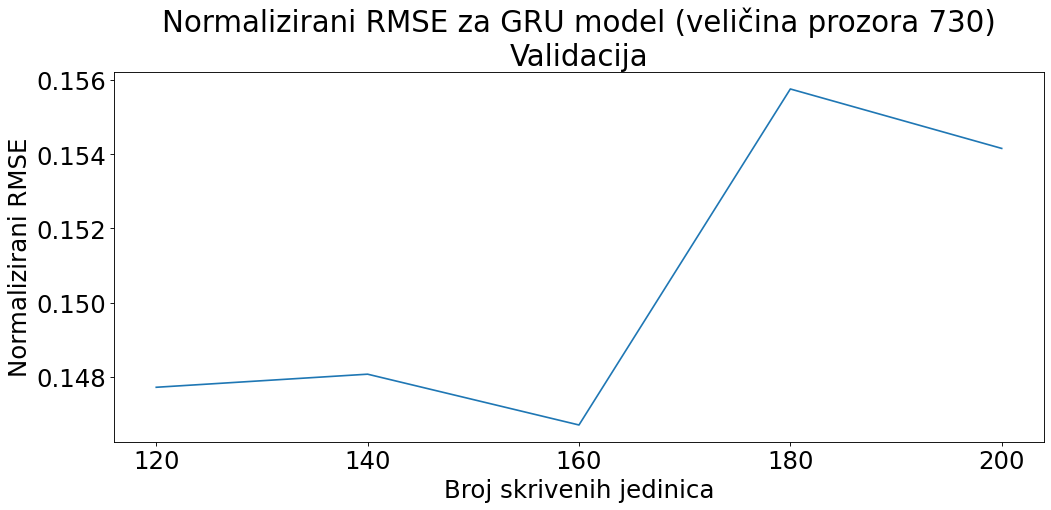 Normalizirani RMSE za GRU model (veličina prozora 730)
Validacija
Normalizirani RMSE
0.156
0.154
0.152
0.150
0.148
120 140 160 180 200
Broj skrivenih jedinica